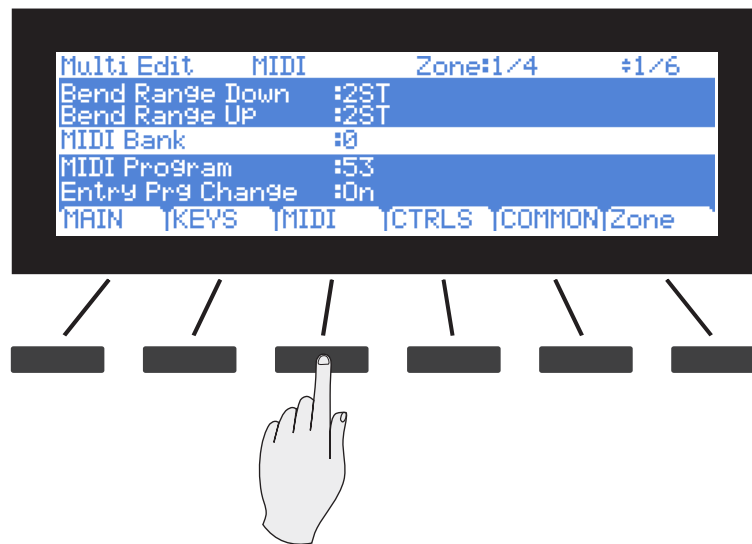 Multi Edit MIDI Zone:1/4 ÷1/6
Bend Range Down :2ST
Bend Range Up :2ST
MIDI Bank :0
MIDI Program :53
Entry Prg Change :On
MAIN KEYS MIDI CTRLS COMMON Zone